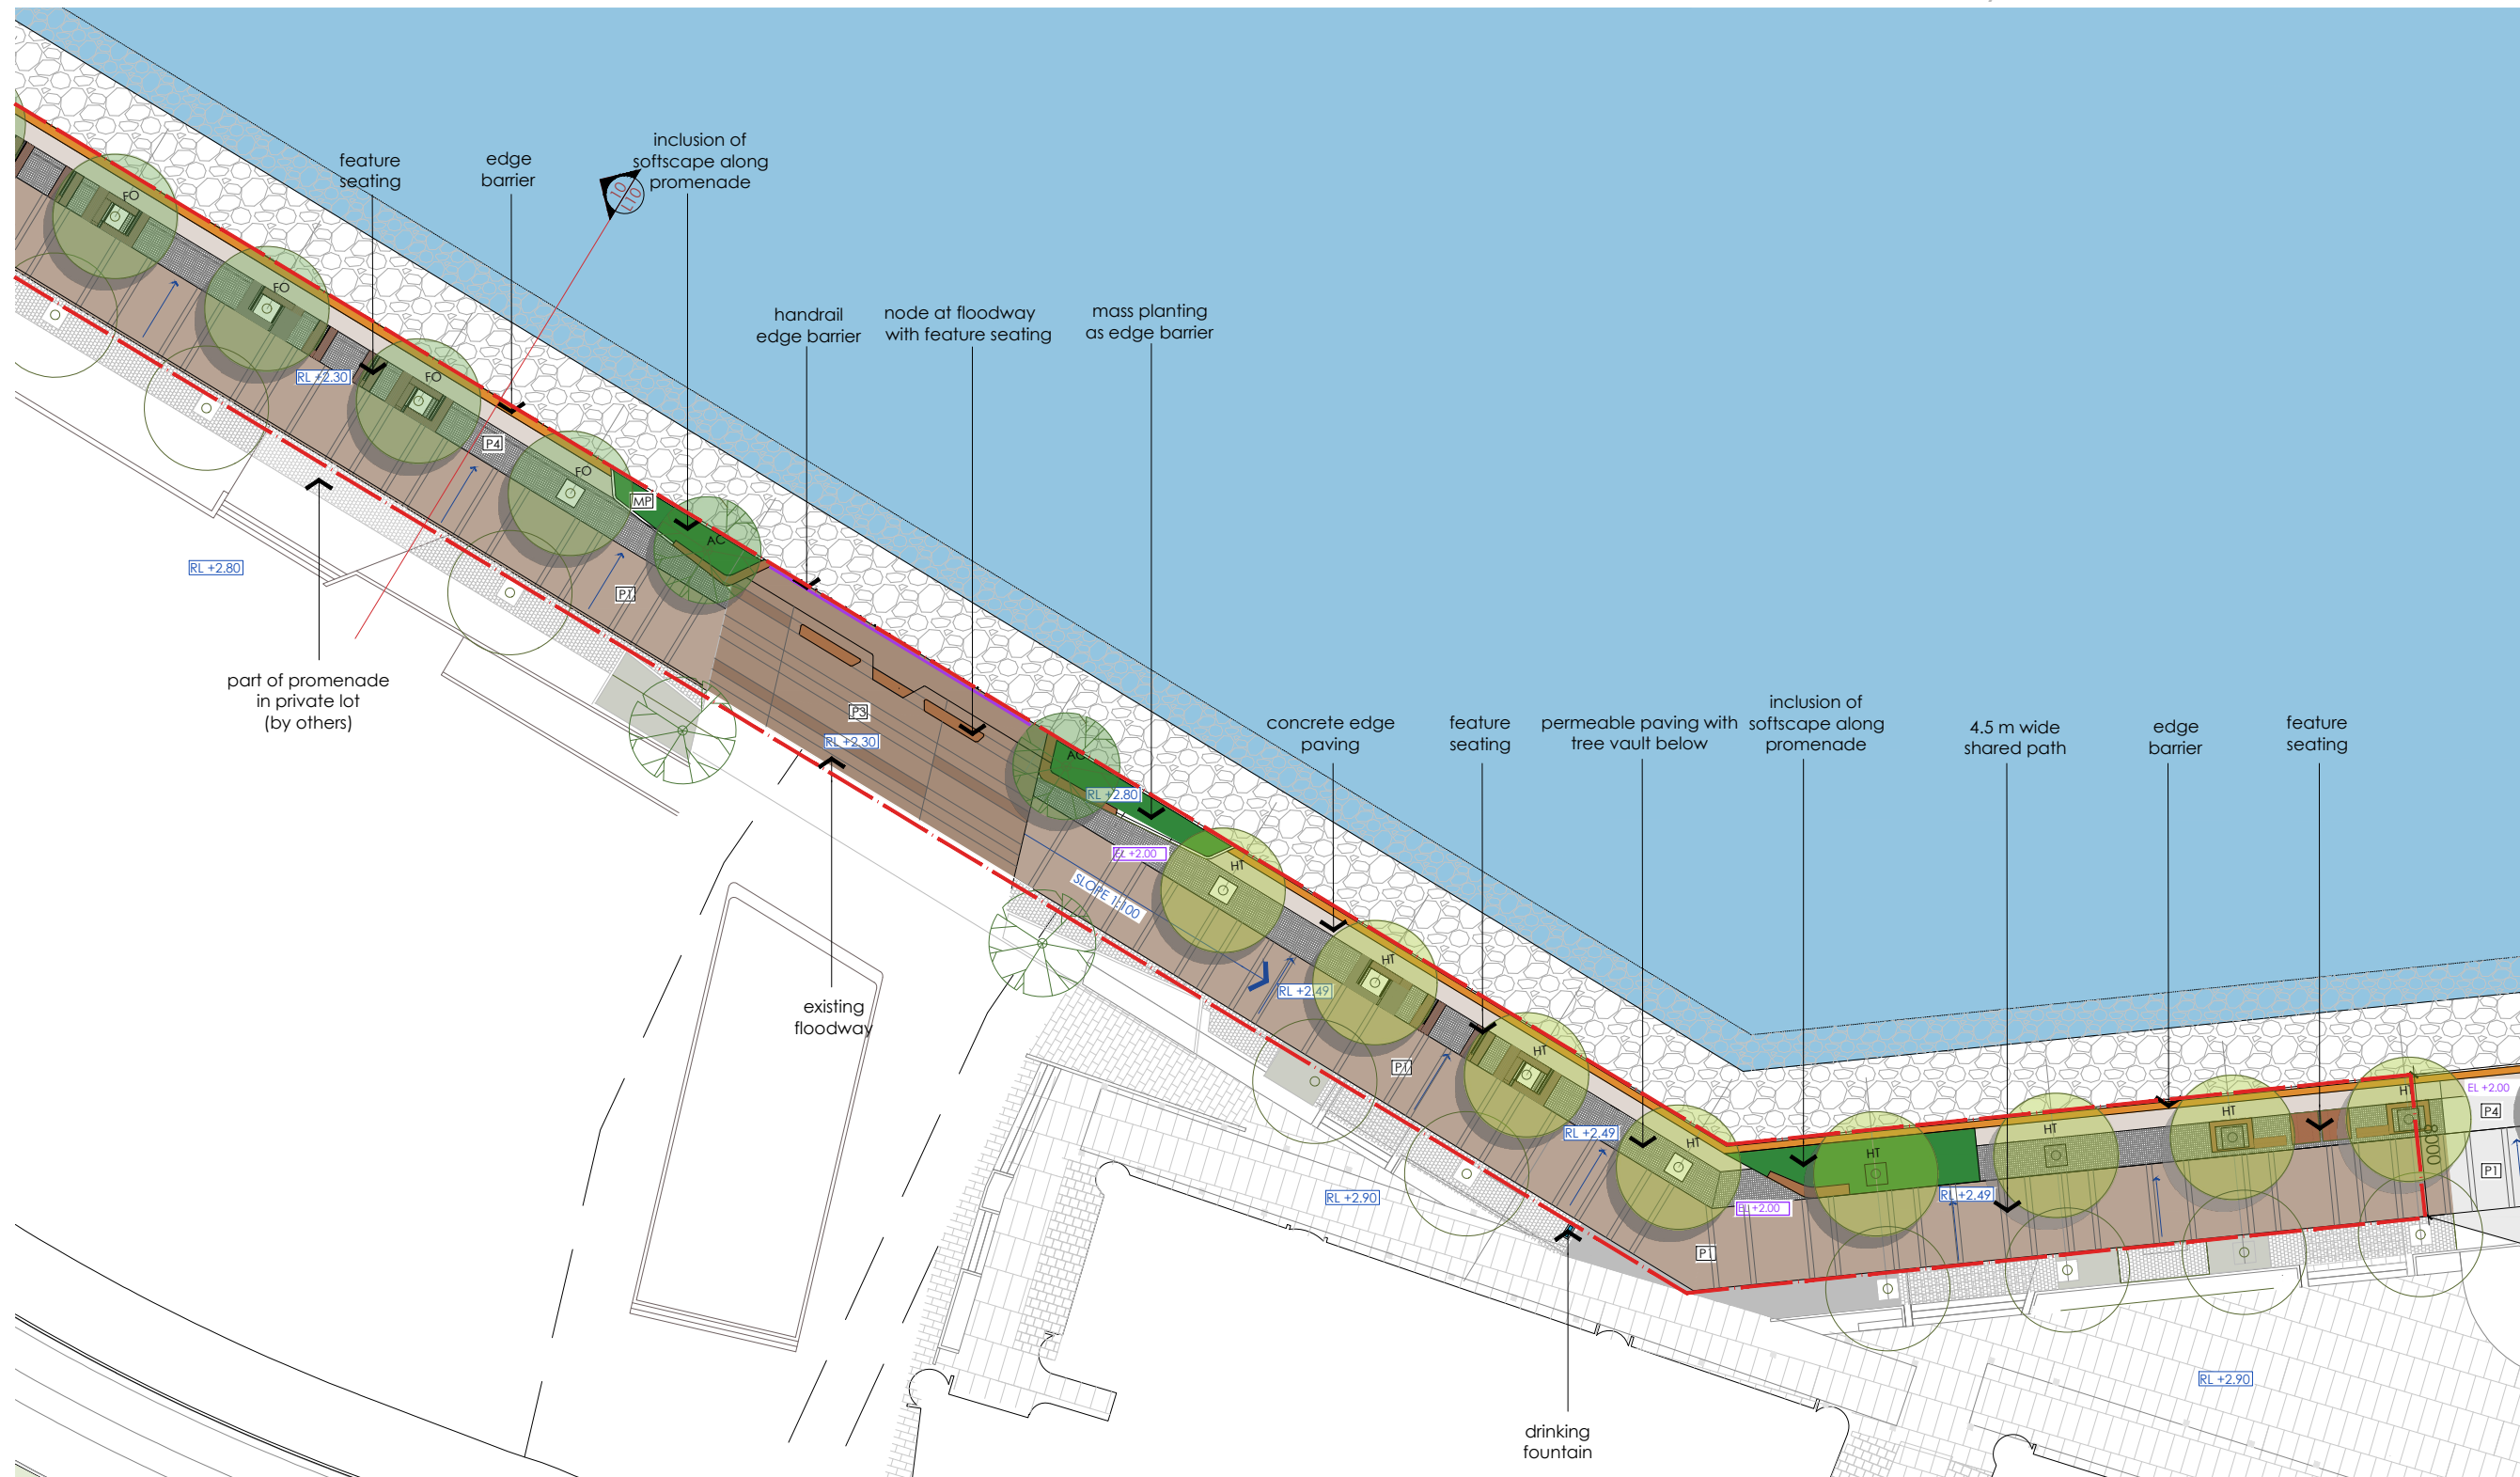 inclusion of
softscape along
promenade
feature
seating
edge
barrier
10
L10
FO
FO
FO
FO
handrail
edge barrier
node at floodway
with feature seating
mass planting
as edge barrier
RL +2.30
P4
MP
AC
RL +2.80
P1
part of promenade
in private lot
(by others)
P3
RL +2.30
AC
RL +2.80
EL +2.00
HT
SLOPE 1:100
concrete edge
paving
feature
seating
permeable paving with
tree vault below
inclusion of
softscape along
promenade
4.5 m wide
shared path
edge
barrier
feature
seating
existing
floodway
HT
RL +2.49
HT
P1
RL +2.49
HT
RL +2.90
EL +2.00
P1
HT
RL +2.49
HT
HT
HT
EL +2.00
P4
8000
P1
RL +2.90
drinking
fountain